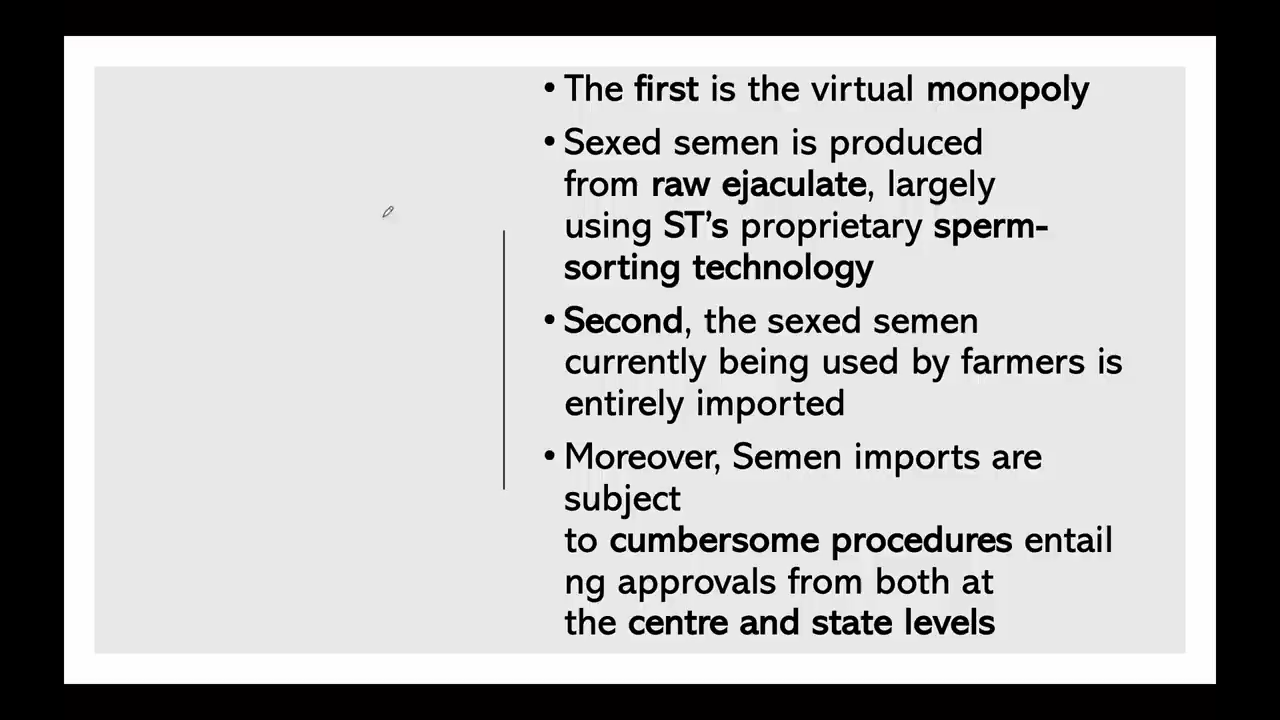 • The first is the virtual monopoly
• Sexed semen is produced
from raw ejaculate, largely
using ST’s proprietary sperm-
sorting technology
• Second, the sexed semen
currently being used by farmers is
entirely imported
• Moreover, Semen imports are
subject
to cumbersome procedures entail
ng approvals from both at
the centre and state levels